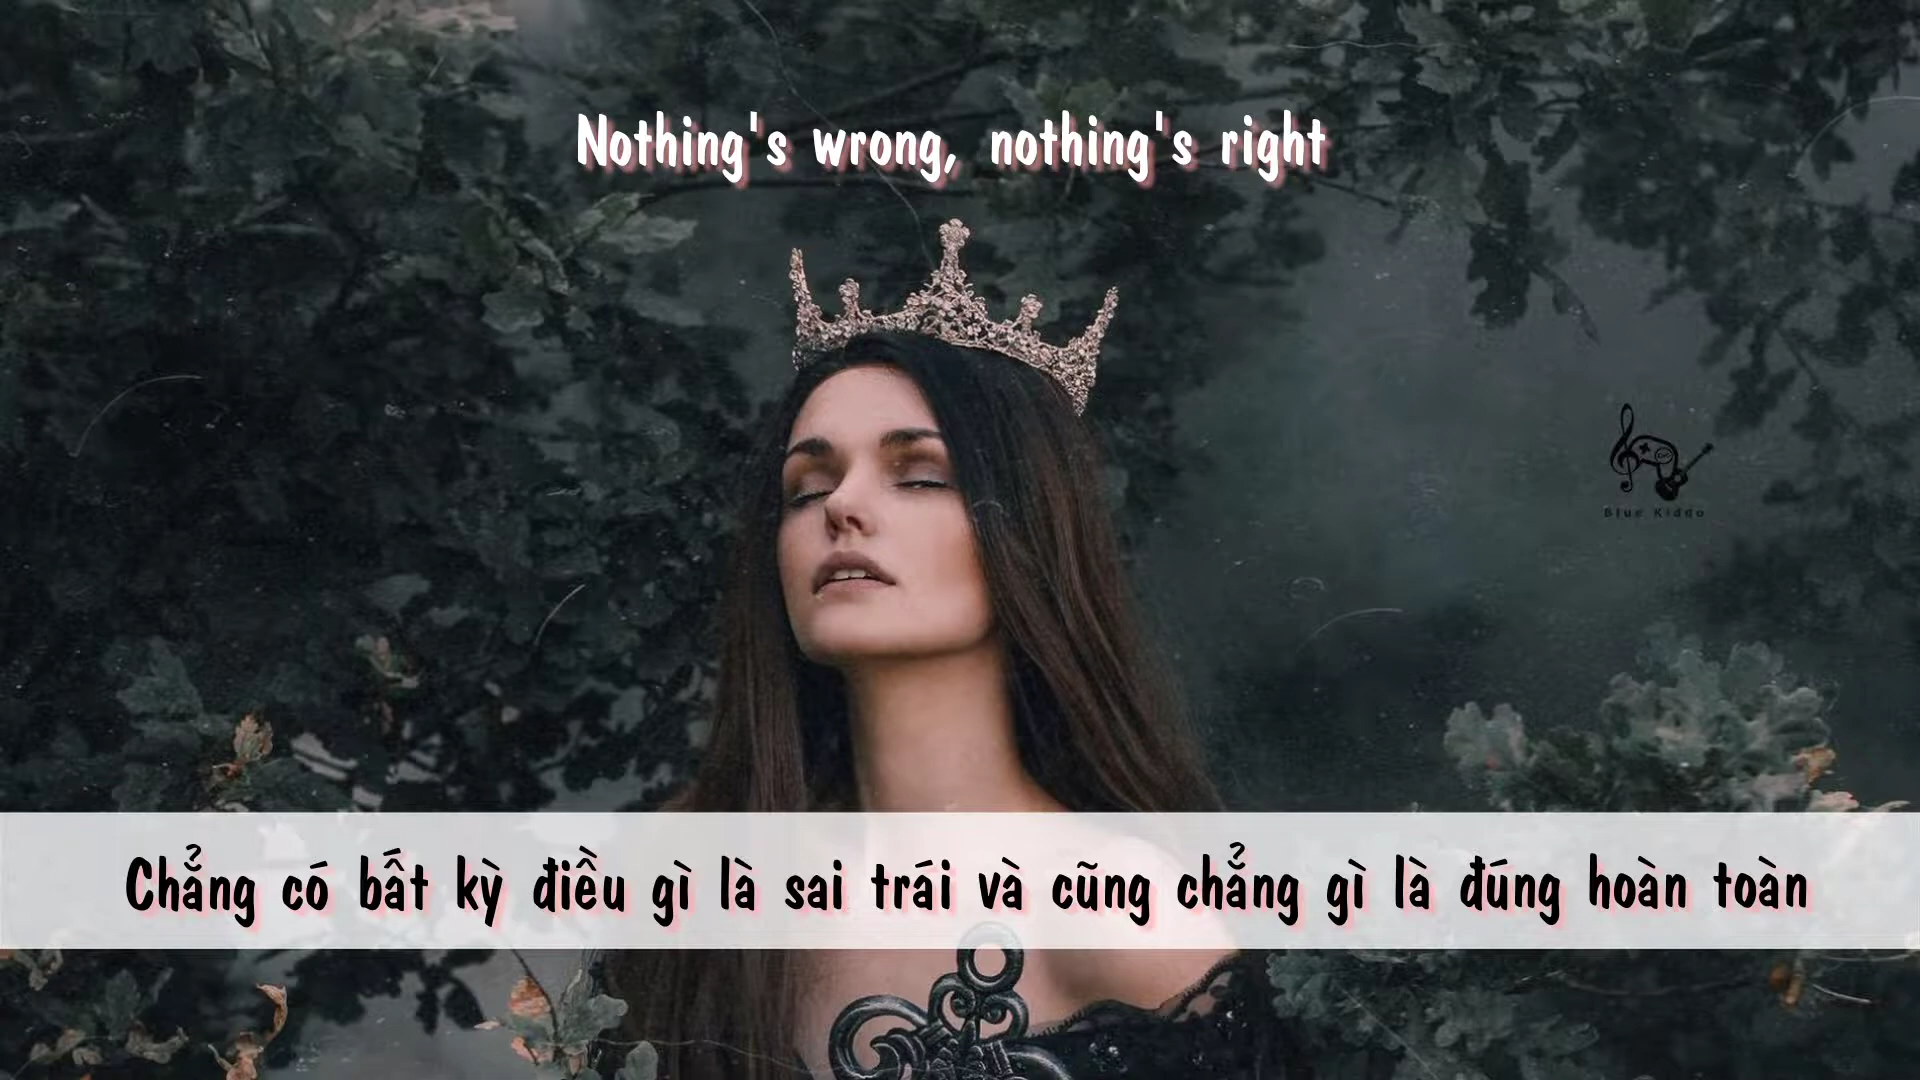 Nothing's wrong, nothing's right
Blue Kiddo
Chẳng có bất kỳ điều gì là sai trái và cũng chẳng gì là đúng hoàn toàn